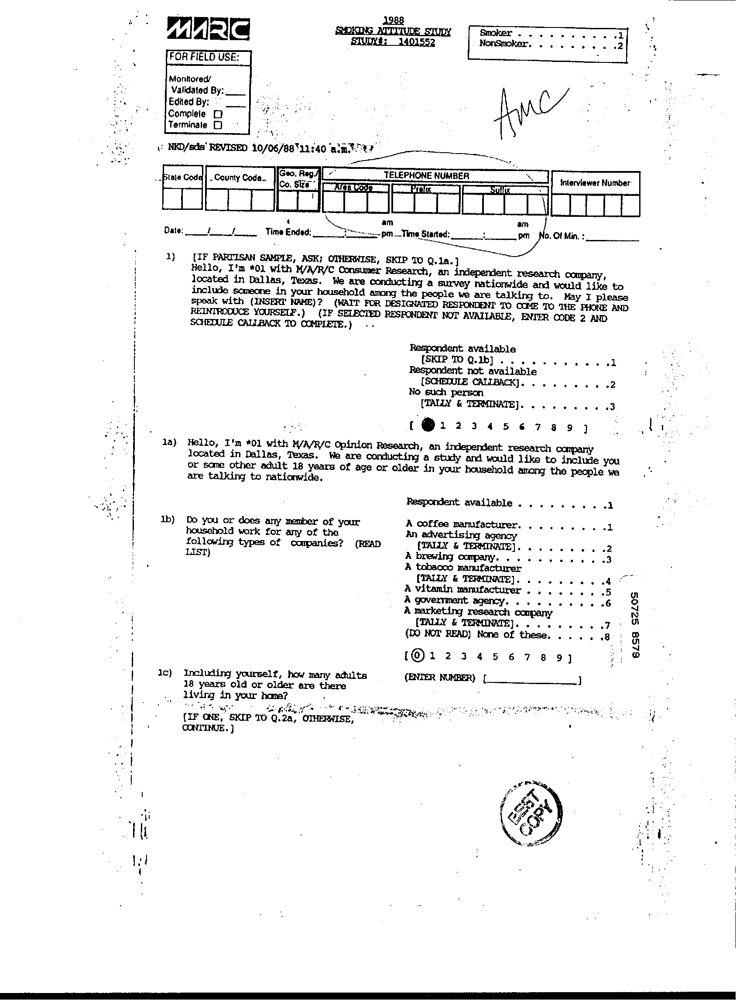 MARC
1988
SMOKING ATTITUDE STUDY
STUDY#: 1401552
Smoker . . . . . . . . . .1
NonSmoker. . . . . . . . .2
FOR FIELD USE:
Monitored/
Validated By:
Edited By:
Complete
Terminate
AMC
NKD/sds REVISED 10/06/88 11:40 a.m.
State Code
County Code
Geo. Reg./
Co. Size
TELEPHONE NUMBER
Area Code
Prefix
Suffix
Interviewer Number
Date: ___/___/___ Time Ended: ___:___ am pm Time Started: ___:___ am pm No. Of Min. : ______
1) [IF PARTISAN SAMPLE, ASK; OTHERWISE, SKIP TO Q.1a.]
Hello, I'm *01 with M/A/R/C Consumer Research, an independent research company,
located in Dallas, Texas. We are conducting a survey nationwide and would like to
include someone in your household among the people we are talking to. May I please
speak with (INSERT NAME)? (WAIT FOR DESIGNATED RESPONDENT TO COME TO THE PHONE AND
REINTRODUCE YOURSELF.) (IF SELECTED RESPONDENT NOT AVAILABLE, ENTER CODE 2 AND
SCHEDULE CALLBACK TO COMPLETE.)
Respondent available
[SKIP TO Q.1b] . . . . . . . . . . .1
Respondent not available
[SCHEDULE CALLBACK]. . . . . . . . .2
No such person
[TALLY & TERMINATE]. . . . . . . . .3
[ 1 2 3 4 5 6 7 8 9 ]
1a) Hello, I'm *01 with M/A/R/C Opinion Research, an independent research company
located in Dallas, Texas. We are conducting a study and would like to include you
or some other adult 18 years of age or older in your household among the people we
are talking to nationwide.
Respondent available . . . . . . . . .1
1b) Do you or does any member of your
household work for any of the
following types of companies? (READ
LIST)
A coffee manufacturer. . . . . . . . .1
An advertising agency
[TALLY & TERMINATE]. . . . . . . . .2
A brewing company. . . . . . . . . . .3
A tobacco manufacturer
[TALLY & TERMINATE]. . . . . . . . .4
A vitamin manufacturer . . . . . . . .5
A government agency. . . . . . . . . .6
A marketing research company
[TALLY & TERMINATE]. . . . . . . . .7
(DO NOT READ) None of these. . . . . .8
[ 0 1 2 3 4 5 6 7 8 9 ]
50725 8578
1c) Including yourself, how many adults
18 years old or older are there
living in your home?
(ENTER NUMBER) [____________]
[IF ONE, SKIP TO Q.2a, OTHERWISE,
CONTINUE.]
BEST
COPY